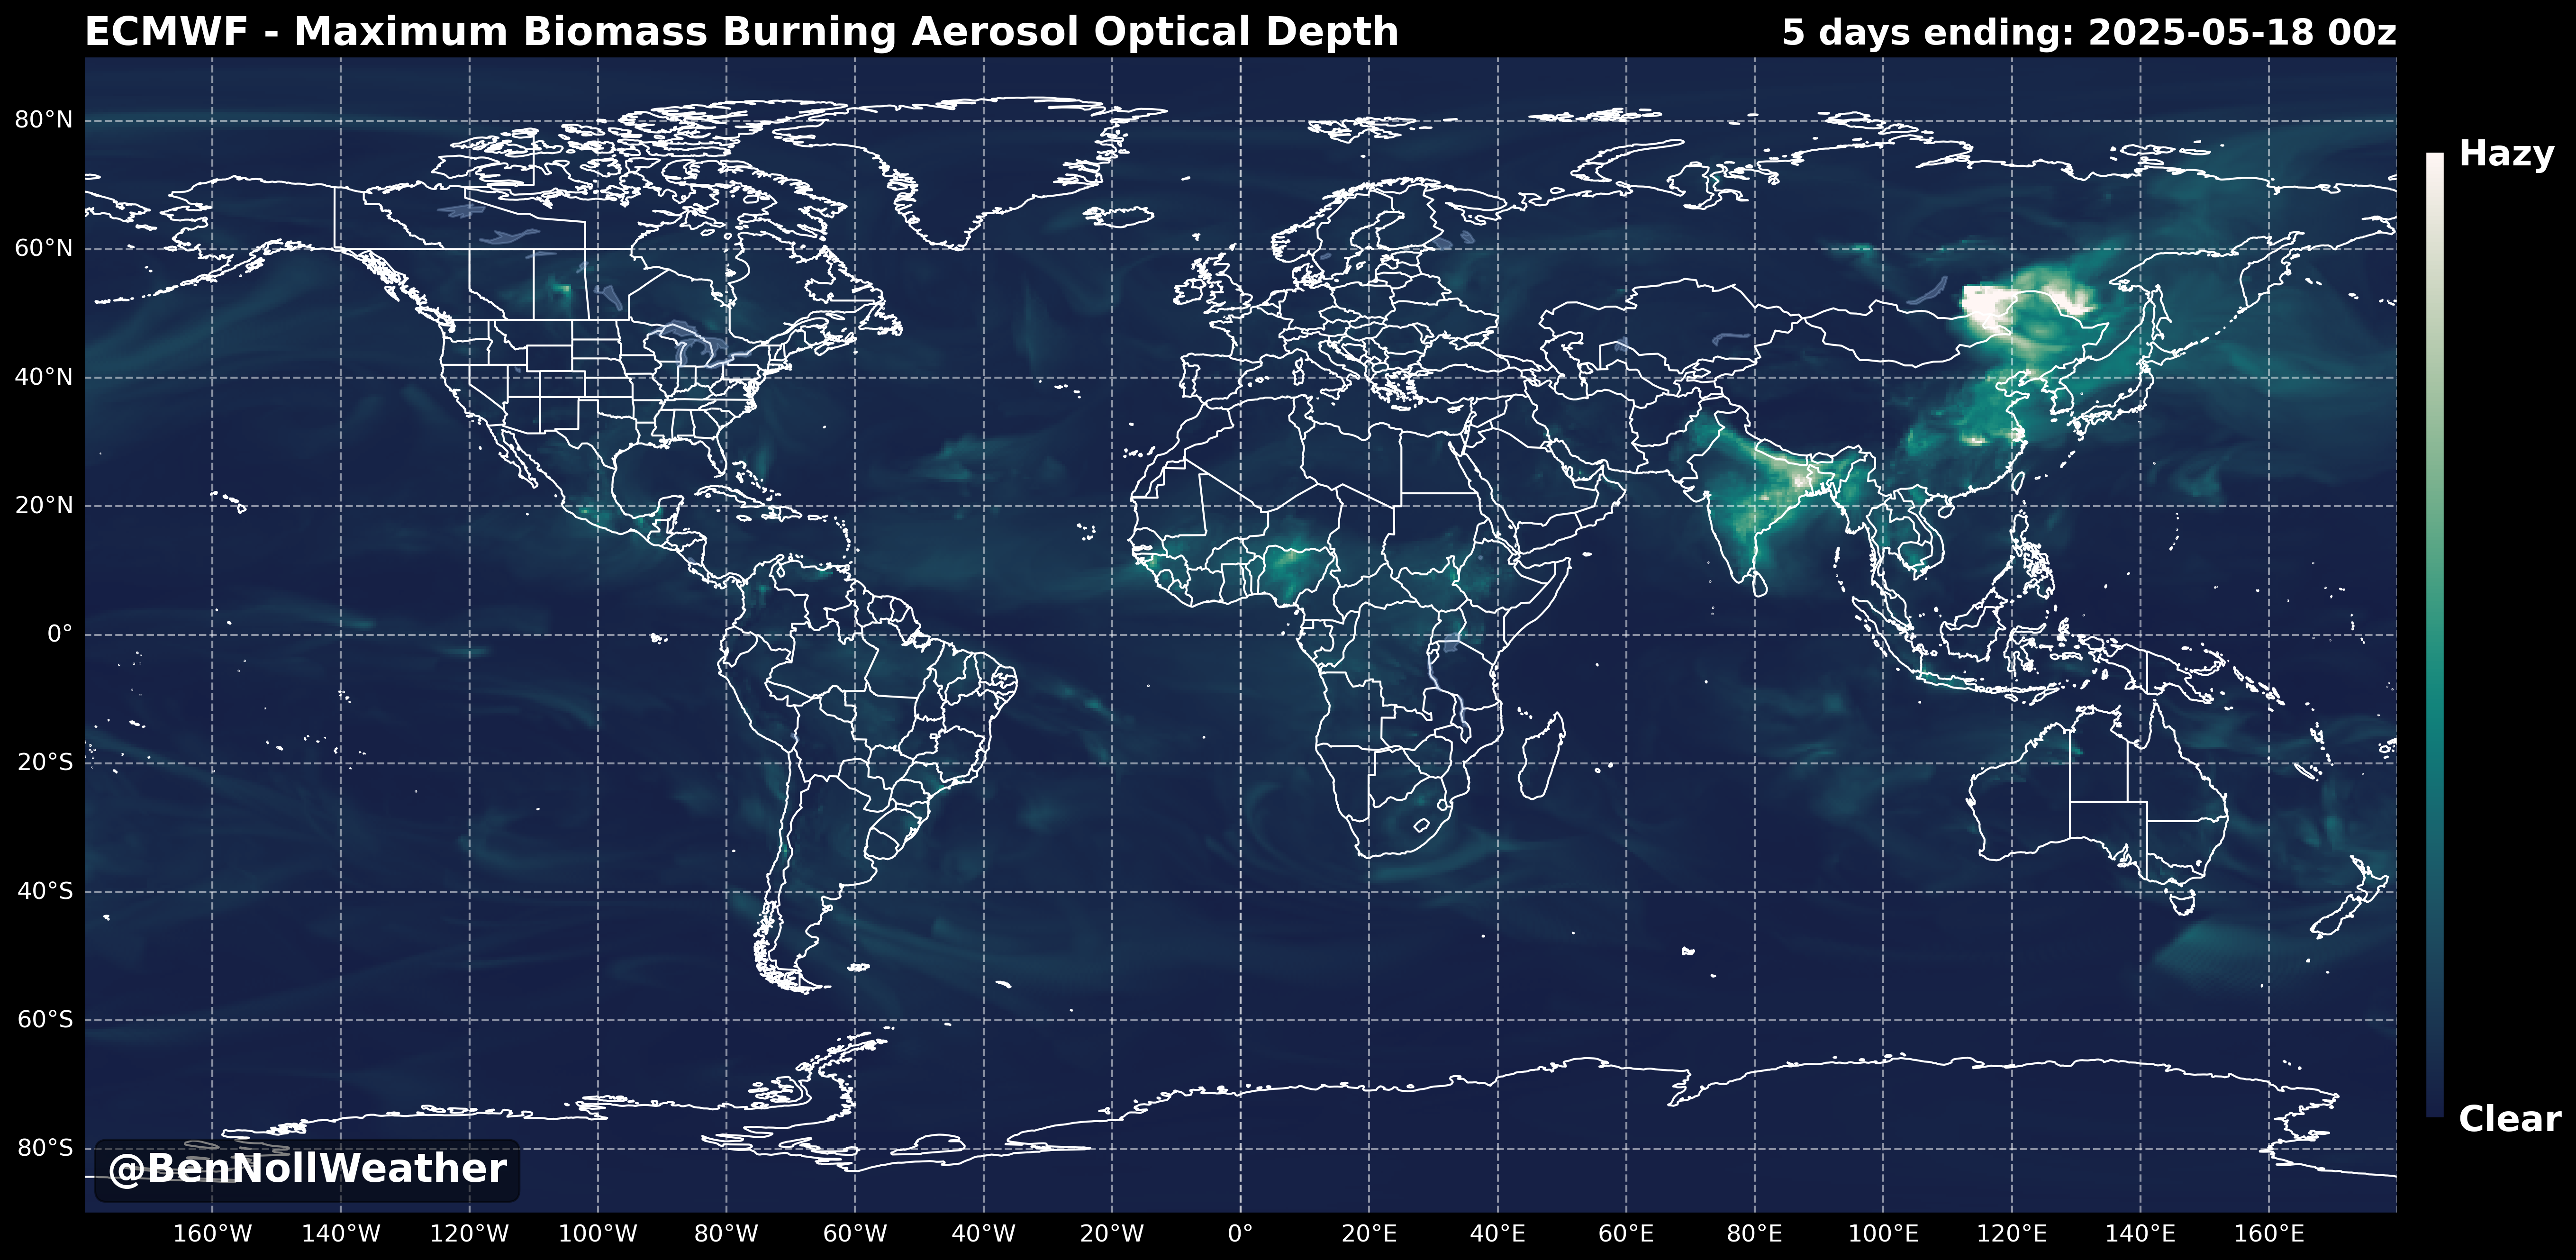 ECMWF - Maximum Biomass Burning Aerosol Optical Depth
5 days ending: 2025-05-18 00z
Hazy
80°N
60°N
40°N
20°N
0°
20°S
40°S
60°S
80°S
Clear
@BenNollWeather
160°W 140°W 120°W 100°W 80°W 60°W 40°W 20°W 0° 20°E 40°E 60°E 80°E 100°E 120°E 140°E 160°E